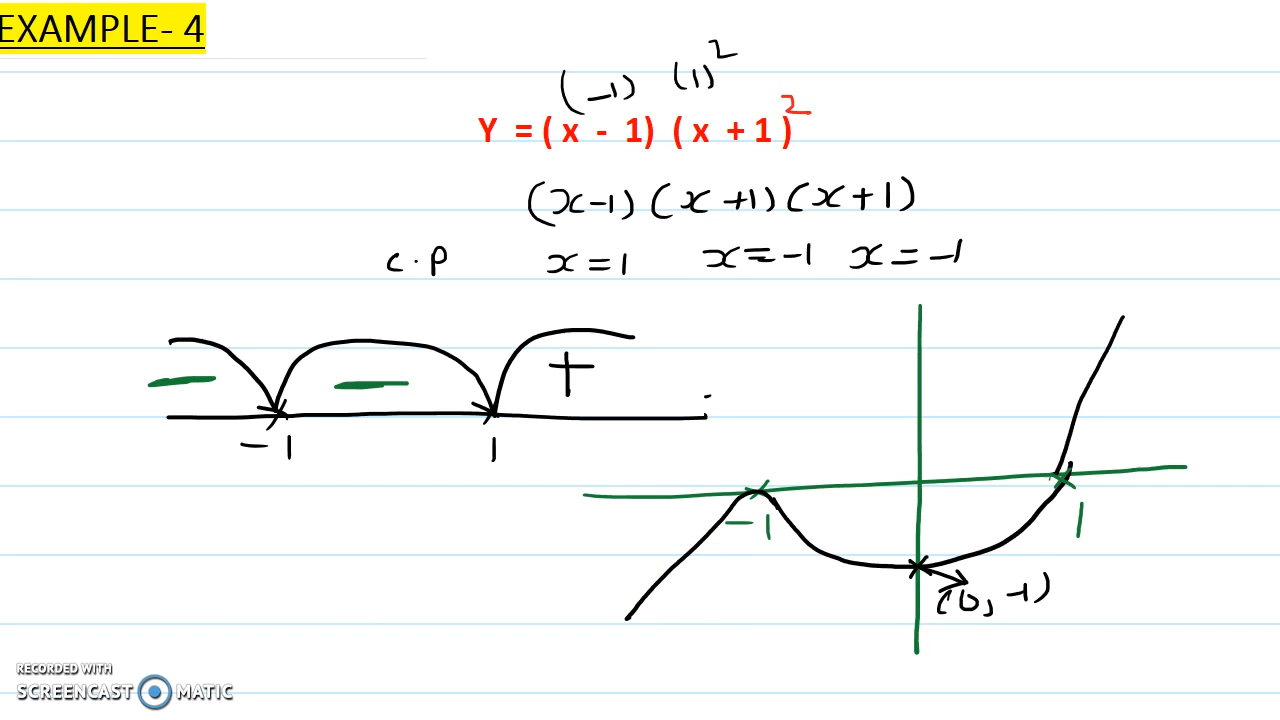 EXAMPLE- 4
(-1) (1)²
Y = ( x - 1) ( x + 1 )²
(x-1) (x+1) (x+1)
c.p x=1 x=-1 x=-1
- - +
-1 1
-1 1
(0, -1)
RECORDED WITH
SCREENCAST MATIC